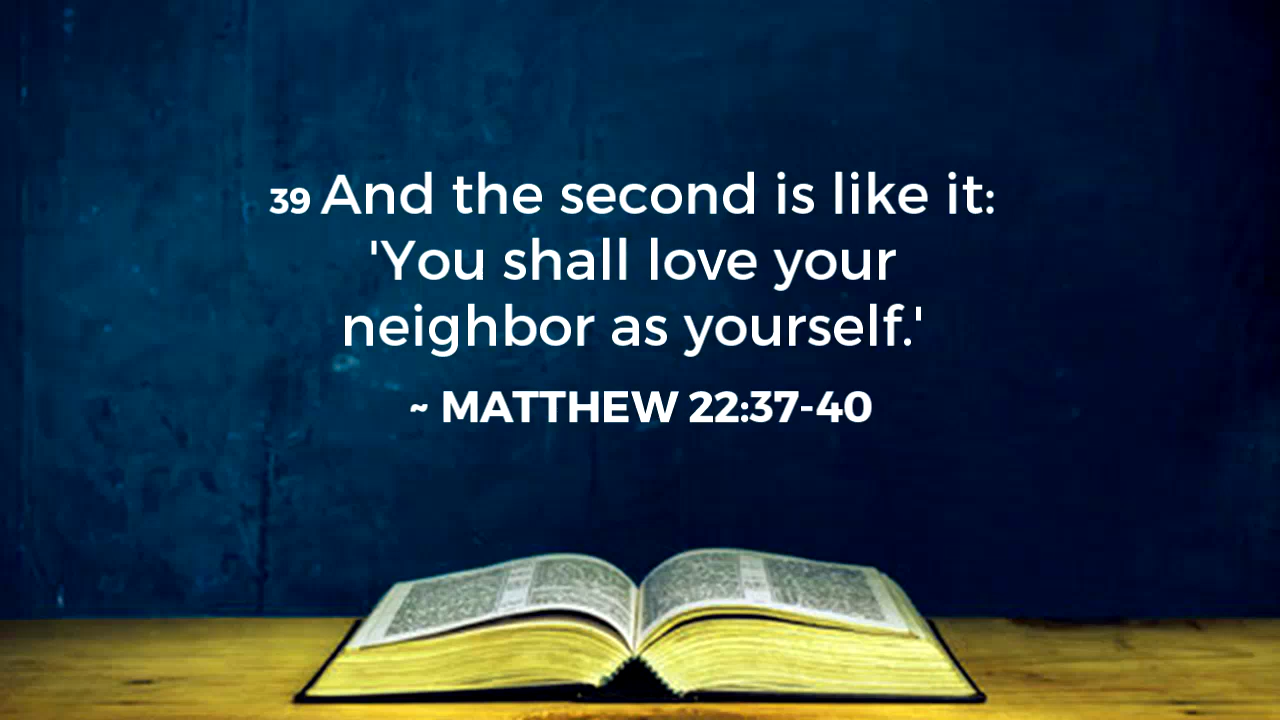 39 And the second is like it:
'You shall love your
neighbor as yourself.'
~ MATTHEW 22:37-40